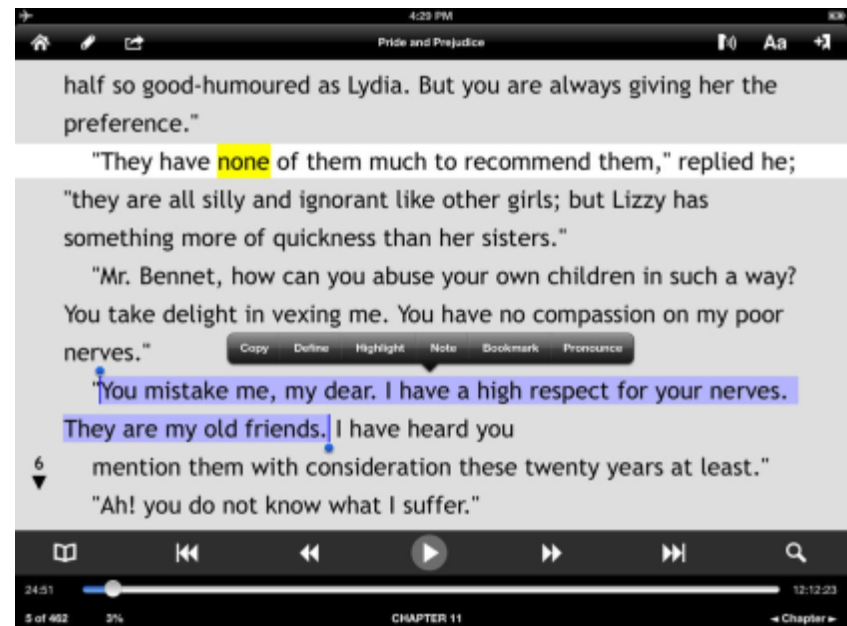 4:29 PM
Pride and Prejudice
Aa
half so good-humoured as Lydia. But you are always giving her the
preference."
"They have none of them much to recommend them," replied he;
"they are all silly and ignorant like other girls; but Lizzy has
something more of quickness than her sisters."
"Mr. Bennet, how can you abuse your own children in such a way?
You take delight in vexing me. You have no compassion on my poor
nerves."
Copy Define Highlight Note Bookmark Pronounce
"You mistake me, my dear. I have a high respect for your nerves.
They are my old friends. I have heard you
6
mention them with consideration these twenty years at least."
"Ah! you do not know what I suffer."
24:51 12:12:23
5 of 462 3% CHAPTER 11 Chapter